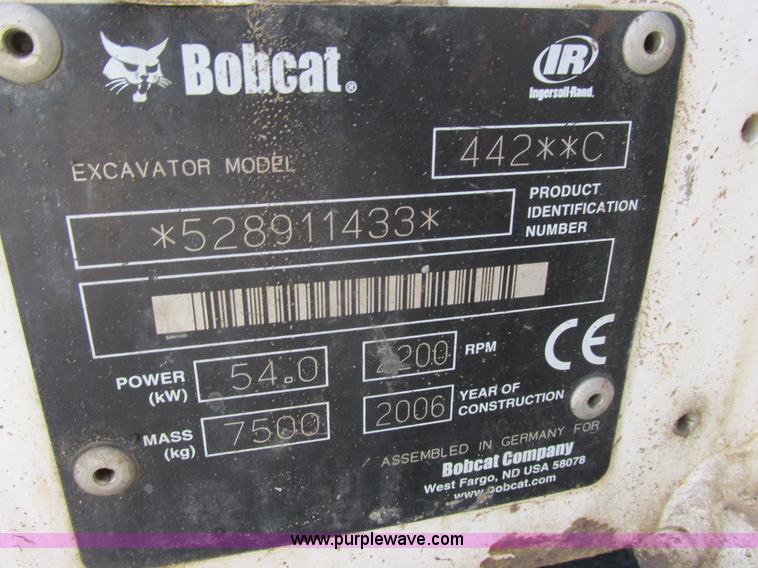 Bobcat®
IR
Ingersoll-Rand.
EXCAVATOR MODEL 442**C
*528911433* PRODUCT IDENTIFICATION NUMBER
POWER (kW) 54.0 2200 RPM
CE
MASS (kg) 7500 2006 YEAR OF CONSTRUCTION
ASSEMBLED IN GERMANY FOR
Bobcat Company
West Fargo, ND USA 58078
www.bobcat.com
www.purplewave.com